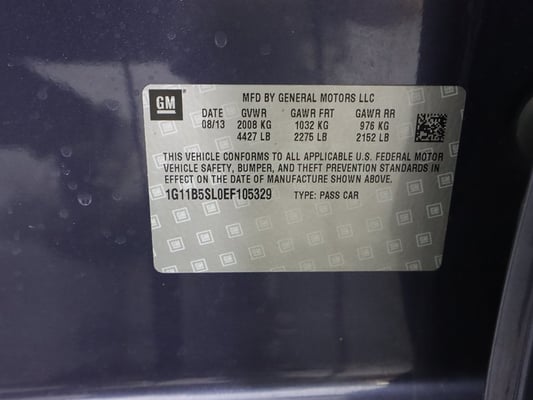 GM
MFD BY GENERAL MOTORS LLC
DATE GVWR GAWR FRT GAWR RR
08/13 2008 KG 1032 KG 976 KG
4427 LB 2275 LB 2152 LB
THIS VEHICLE CONFORMS TO ALL APPLICABLE U.S. FEDERAL MOTOR
VEHICLE SAFETY, BUMPER, AND THEFT PREVENTION STANDARDS IN
EFFECT ON THE DATE OF MANUFACTURE SHOWN ABOVE.
1G11B5SL0EF105329 TYPE: PASS CAR